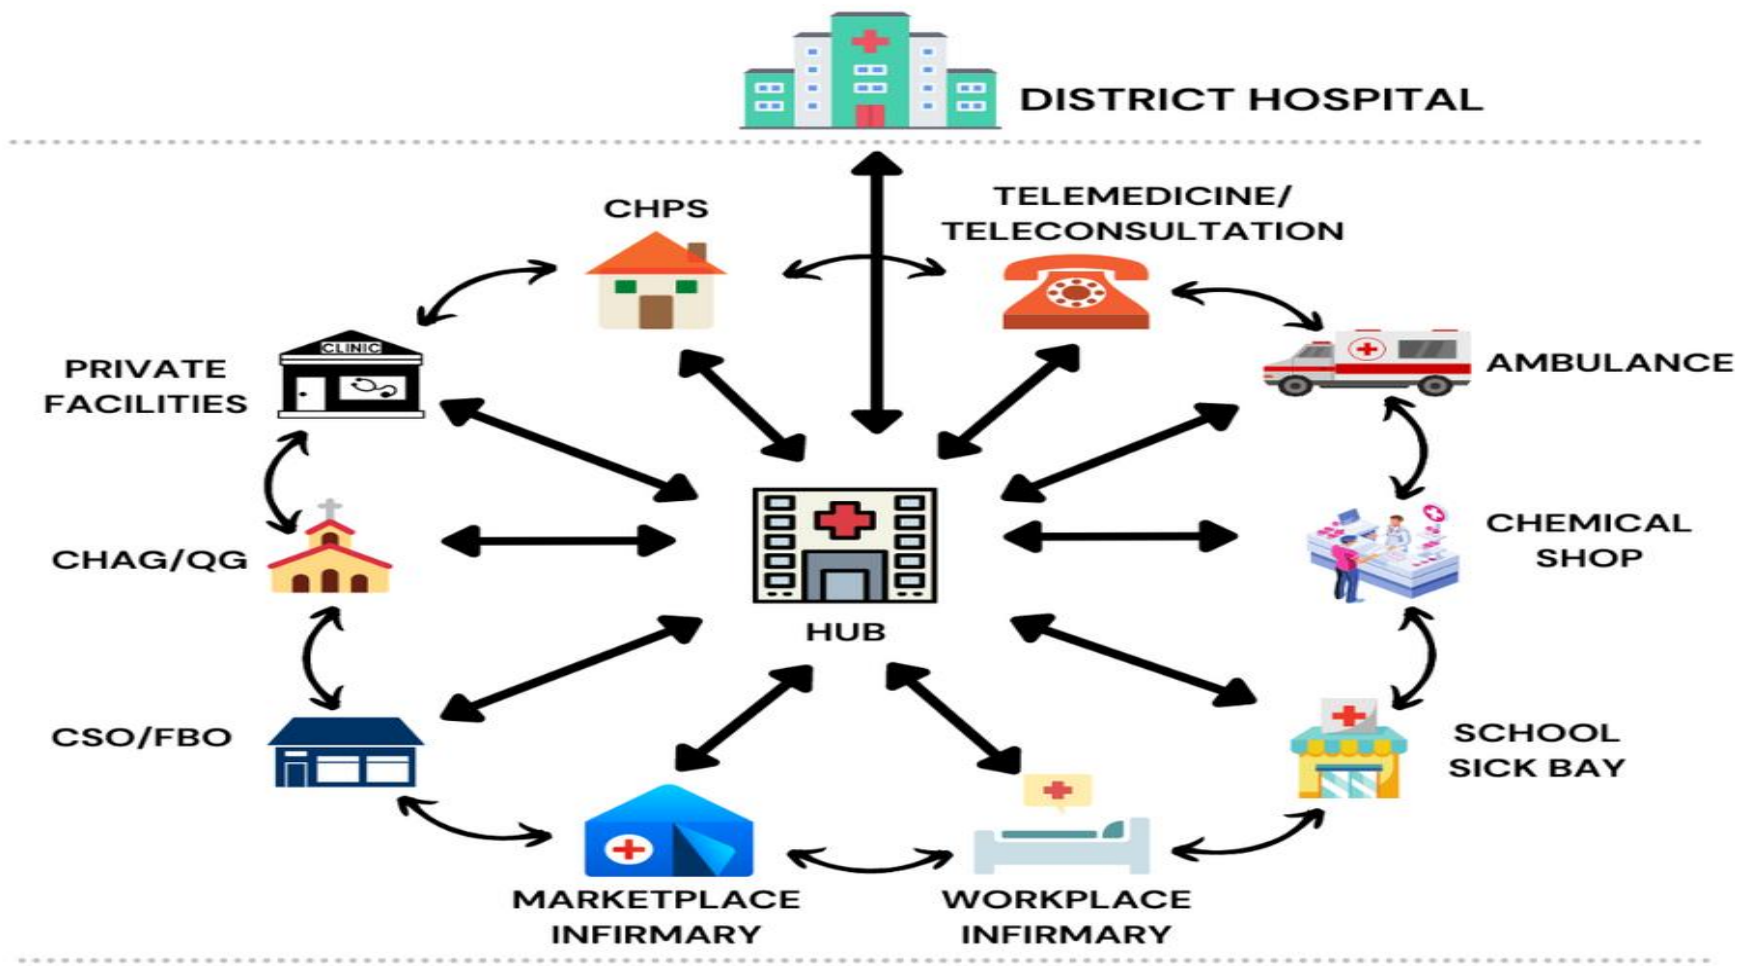 DISTRICT HOSPITAL
CHPS
TELEMEDICINE/
TELECONSULTATION
PRIVATE
FACILITIES
CLINIC
AMBULANCE
CHAG/QG
CHEMICAL
SHOP
HUB
CSO/FBO
SCHOOL
SICK BAY
MARKETPLACE
INFIRMARY
WORKPLACE
INFIRMARY